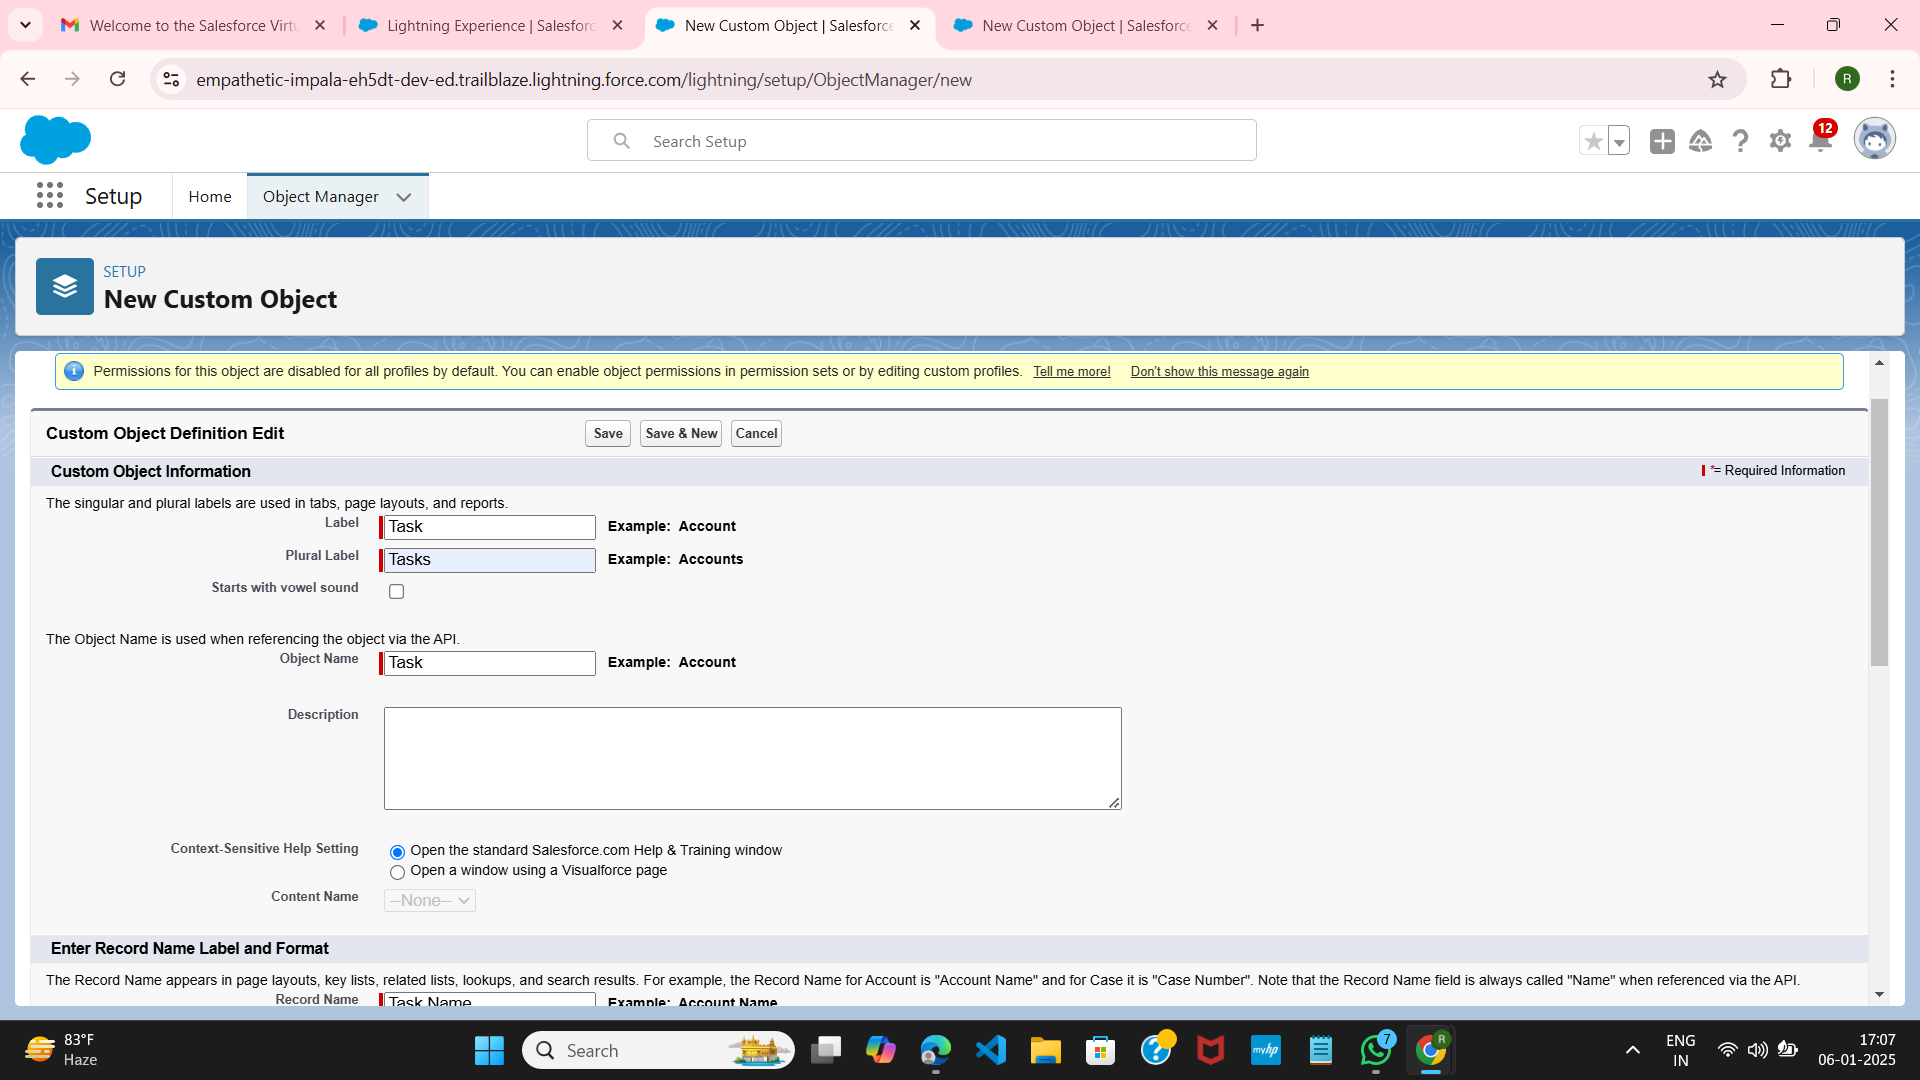 Welcome to the Salesforce Virtu
Lightning Experience | Salesforc
New Custom Object | Salesforce
New Custom Object | Salesforce
empathetic-impala-eh5dt-dev-ed.trailblaze.lightning.force.com/lightning/setup/ObjectManager/new
R
Search Setup
12
Setup
Home
Object Manager
SETUP
New Custom Object
Permissions for this object are disabled for all profiles by default. You can enable object permissions in permission sets or by editing custom profiles. Tell me more! Don't show this message again
Custom Object Definition Edit
Save
Save & New
Cancel
Custom Object Information
*= Required Information
The singular and plural labels are used in tabs, page layouts, and reports.
Label
Task
Example: Account
Plural Label
Tasks
Example: Accounts
Starts with vowel sound
The Object Name is used when referencing the object via the API.
Object Name
Task
Example: Account
Description
Context-Sensitive Help Setting
Open the standard Salesforce.com Help & Training window
Open a window using a Visualforce page
Content Name
--None--
Enter Record Name Label and Format
The Record Name appears in page layouts, key lists, related lists, lookups, and search results. For example, the Record Name for Account is "Account Name" and for Case it is "Case Number". Note that the Record Name field is always called "Name" when referenced via the API.
Record Name
Task Name
Example: Account Name
83°F
Haze
Search
myhp
7
R
ENG
IN
17:07
06-01-2025